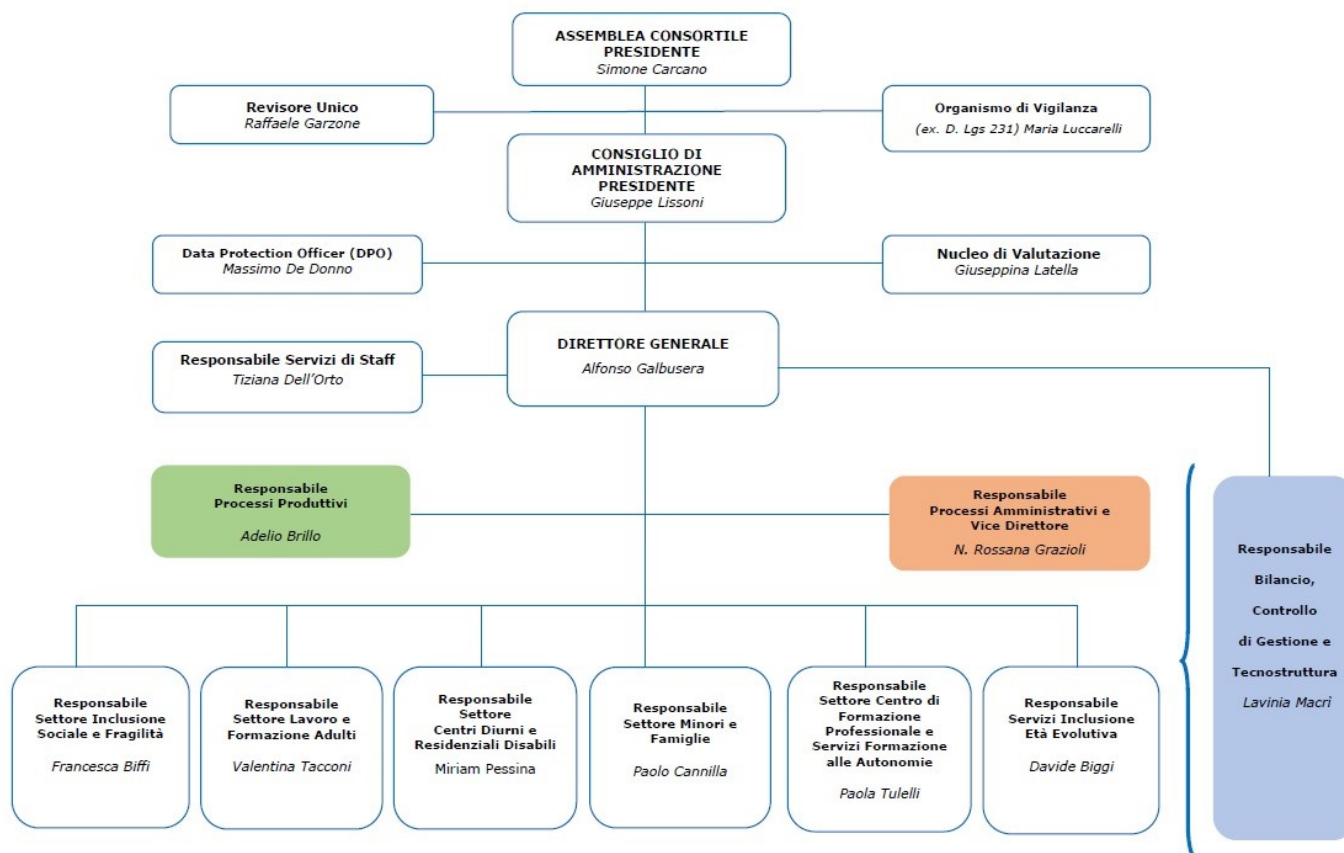 ASSEMBLEA CONSORTILE
PRESIDENTE
Simone Carcano
Revisore Unico
Raffaele Garzone
Organismo di Vigilanza
(ex. D. Lgs 231) Maria Luccarelli
CONSIGLIO DI
AMMINISTRAZIONE
PRESIDENTE
Giuseppe Lissoni
Data Protection Officer (DPO)
Massimo De Donno
Nucleo di Valutazione
Giuseppina Latella
DIRETTORE GENERALE
Alfonso Galbusera
Responsabile Servizi di Staff
Tiziana Dell’Orto
Responsabile
Processi Produttivi
Adelio Brillo
Responsabile
Processi Amministrativi e
Vice Direttore
N. Rossana Grazioli
Responsabile
Bilancio,
Controllo
di Gestione e
Tecnostruttura
Lavinia Macrì
Responsabile
Settore Inclusione
Sociale e Fragilità
Francesca Biffi
Responsabile
Settore Lavoro e
Formazione Adulti
Valentina Tacconi
Responsabile
Settore
Centri Diurni e
Residenziali Disabili
Miriam Pessina
Responsabile
Settore Minori e
Famiglie
Paolo Cannilla
Responsabile
Settore Centro di
Formazione
Professionale e
Servizi Formazione
alle Autonomie
Paola Tulelli
Responsabile
Servizi Inclusione
Età Evolutiva
Davide Biggi